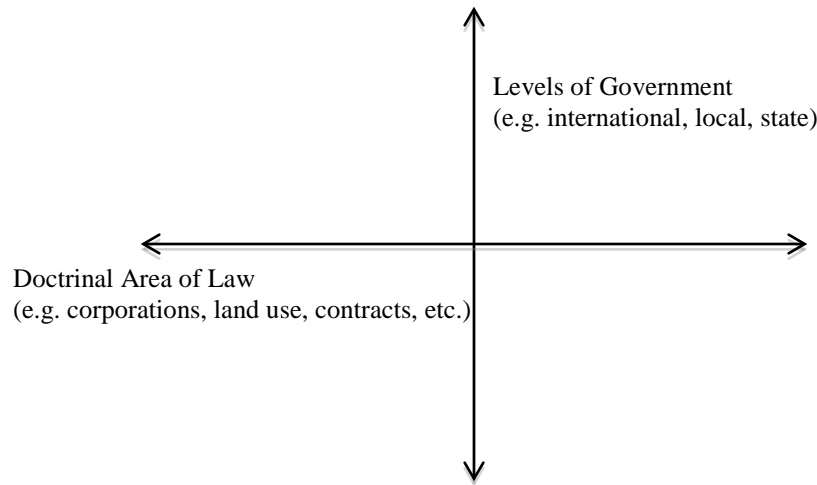 Levels of Government
(e.g. international, local, state)
Doctrinal Area of Law
(e.g. corporations, land use, contracts, etc.)